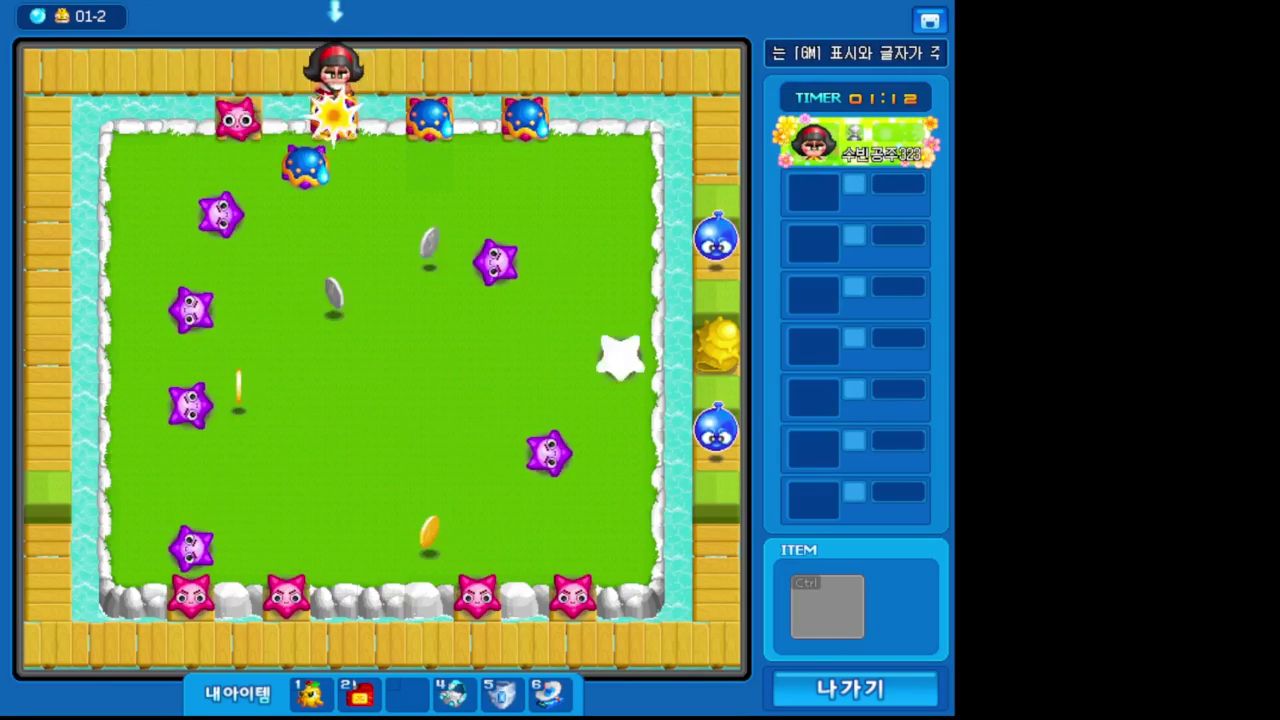 01-2
는 [GM] 표시와 글자가 주
TIMER 01:12
수빈공주323
ITEM
Ctrl
내아이템
1
2
4
5
6
나가기